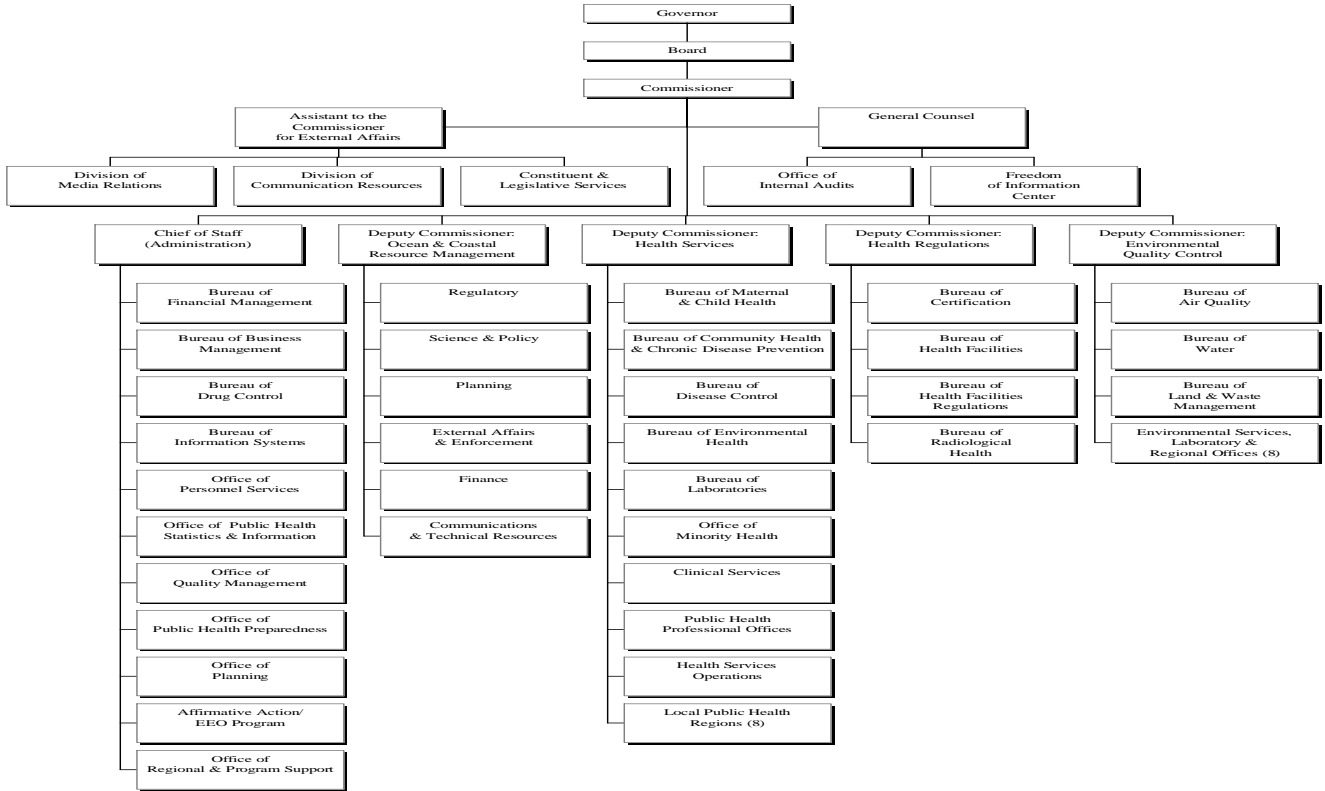 Governor
Board
Commissioner
Assistant to the
Commissioner
for External Affairs
General Counsel
Division of
Media Relations
Division of
Communication Resources
Constituent &
Legislative Services
Office of
Internal Audits
Freedom
of Information
Center
Chief of Staff
(Administration)
Deputy Commissioner:
Ocean & Coastal
Resource Management
Deputy Commissioner:
Health Services
Deputy Commissioner:
Health Regulations
Deputy Commissioner:
Environmental
Quality Control
Bureau of
Financial Management
Bureau of Business
Management
Bureau of
Drug Control
Bureau of
Information Systems
Office of
Personnel Services
Office of Public Health
Statistics & Information
Office of
Quality Management
Office of
Public Health Preparedness
Office of
Planning
Affirmative Action/
EEO Program
Office of
Regional & Program Support
Regulatory
Science & Policy
Planning
External Affairs
& Enforcement
Finance
Communications
& Technical Resources
Bureau of Maternal
& Child Health
Bureau of Community Health
& Chronic Disease Prevention
Bureau of
Disease Control
Bureau of Environmental
Health
Bureau of
Laboratories
Office of
Minority Health
Clinical Services
Public Health
Professional Offices
Health Services
Operations
Local Public Health
Regions (8)
Bureau of
Certification
Bureau of
Health Facilities
Bureau of
Health Facilities
Regulations
Bureau of
Radiological
Health
Bureau of
Air Quality
Bureau of
Water
Bureau of
Land & Waste
Management
Environmental Services,
Laboratory &
Regional Offices (8)